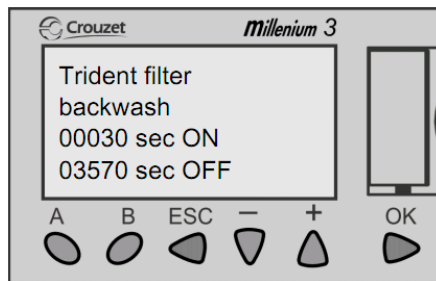 Crouzet millenium 3
Trident filter
backwash
00030 sec ON
03570 sec OFF
A B ESC − + OK